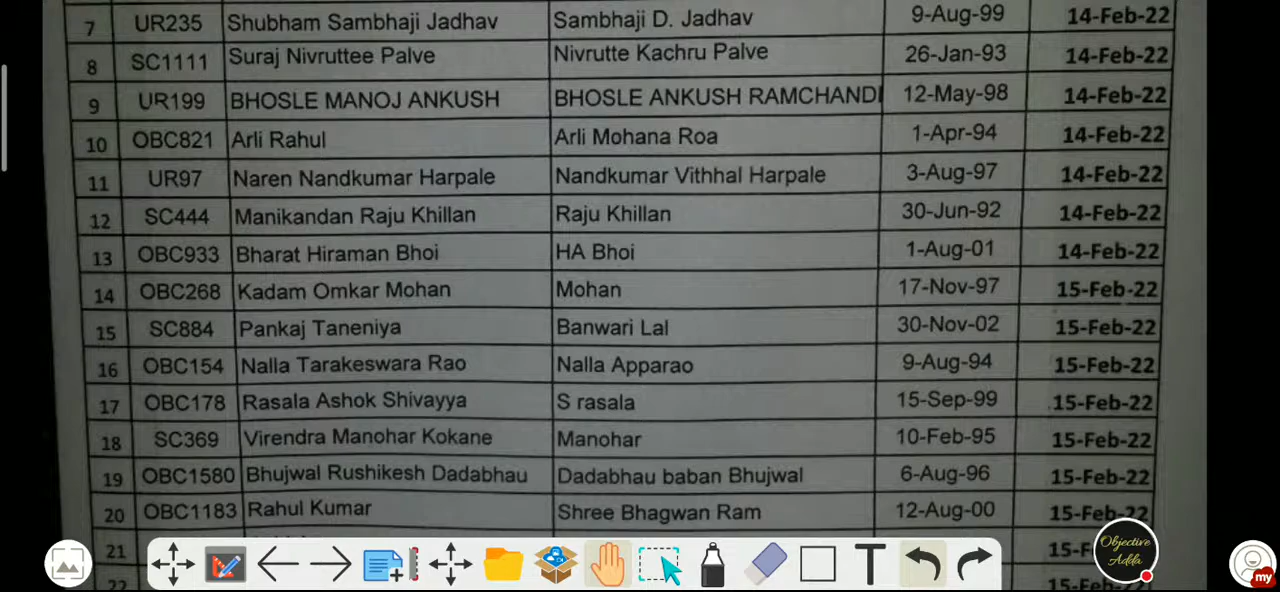 7 UR235 Shubham Sambhaji Jadhav Sambhaji D. Jadhav 9-Aug-99 14-Feb-22
8 SC1111 Suraj Nivruttee Palve Nivrutte Kachru Palve 26-Jan-93 14-Feb-22
9 UR199 BHOSLE MANOJ ANKUSH BHOSLE ANKUSH RAMCHAND 12-May-98 14-Feb-22
10 OBC821 Arli Rahul Arli Mohana Roa 1-Apr-94 14-Feb-22
11 UR97 Naren Nandkumar Harpale Nandkumar Vithhal Harpale 3-Aug-97 14-Feb-22
12 SC444 Manikandan Raju Khillan Raju Khillan 30-Jun-92 14-Feb-22
13 OBC933 Bharat Hiraman Bhoi HA Bhoi 1-Aug-01 14-Feb-22
14 OBC268 Kadam Omkar Mohan Mohan 17-Nov-97 15-Feb-22
15 SC884 Pankaj Taneniya Banwari Lal 30-Nov-02 15-Feb-22
16 OBC154 Nalla Tarakeswara Rao Nalla Apparao 9-Aug-94 15-Feb-22
17 OBC178 Rasala Ashok Shivayya S rasala 15-Sep-99 15-Feb-22
18 SC369 Virendra Manohar Kokane Manohar 10-Feb-95 15-Feb-22
19 OBC1580 Bhujwal Rushikesh Dadabhau Dadabhau baban Bhujwal 6-Aug-96 15-Feb-22
20 OBC1183 Rahul Kumar Shree Bhagwan Ram 12-Aug-00 15-Feb-22
21
22
Objective
Adda
T
my